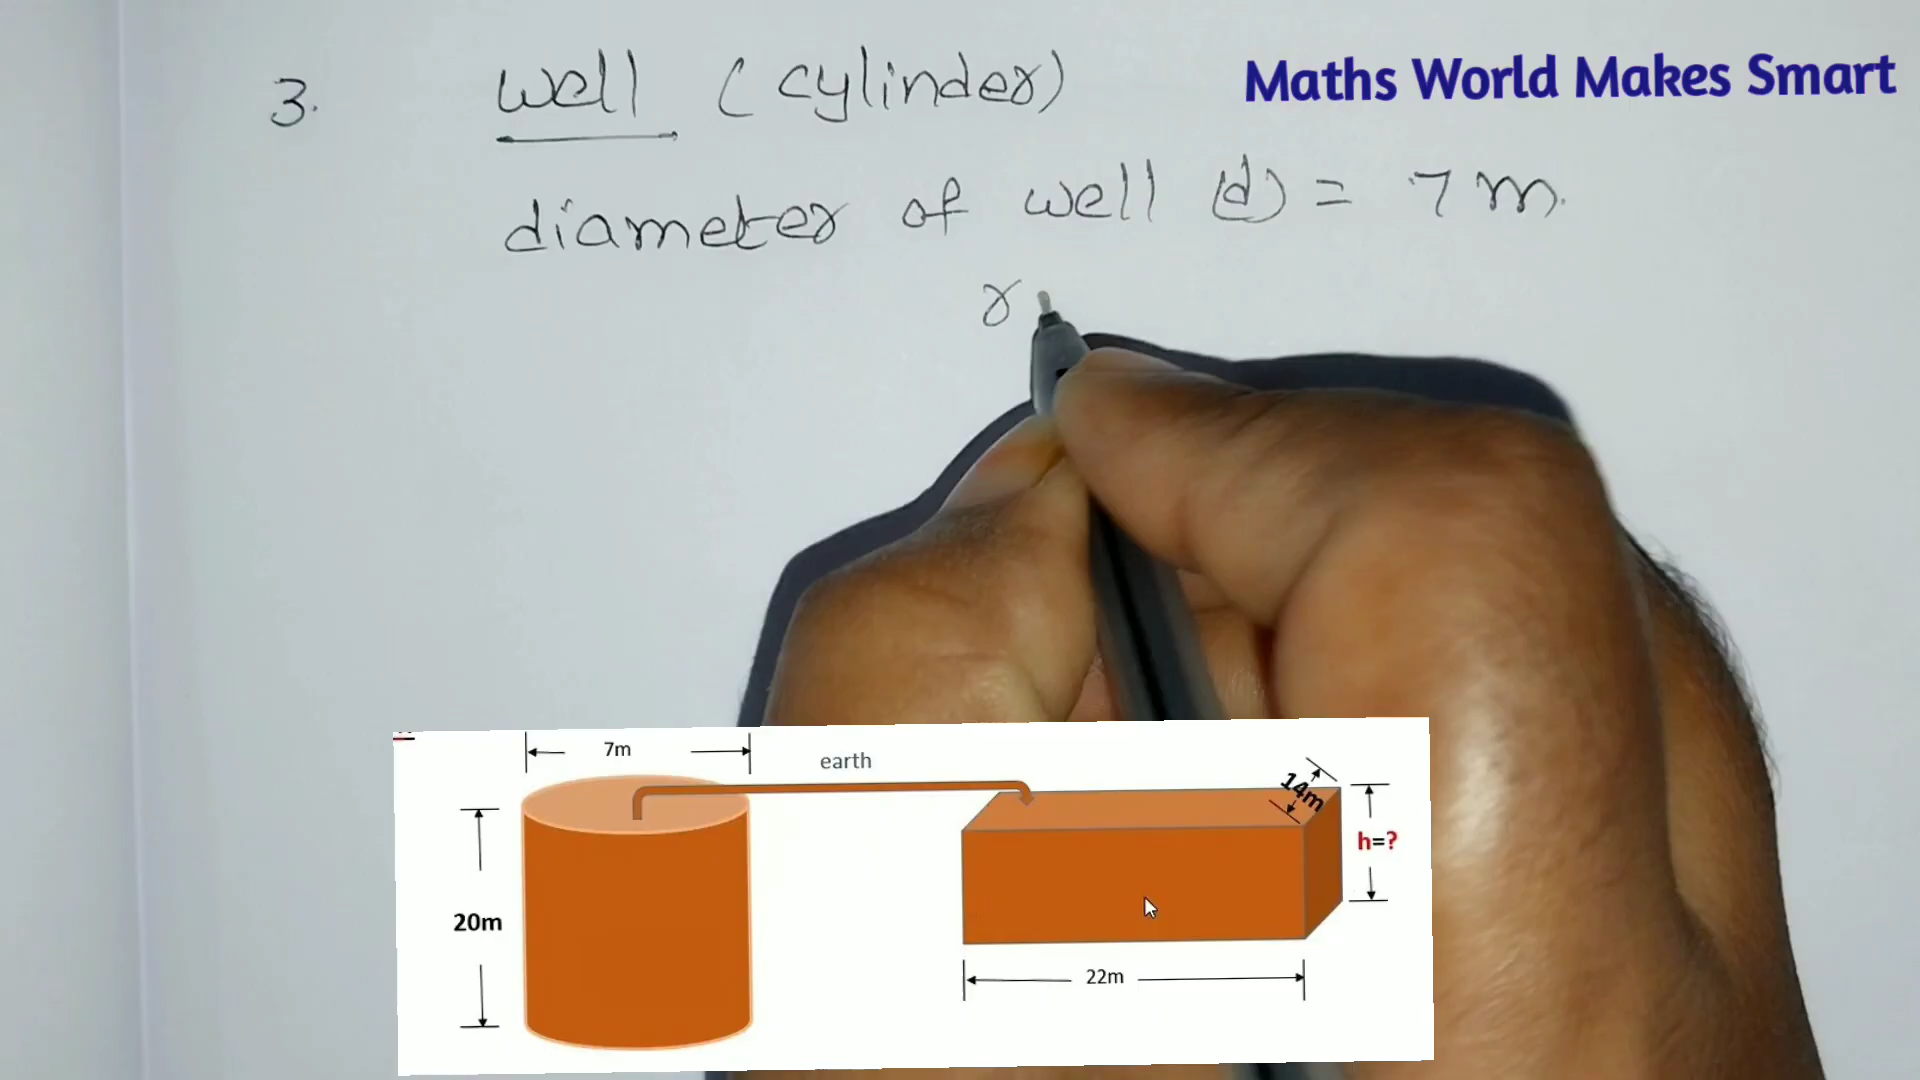 Maths World Makes Smart
3. well (cylinder)
diameter of well (d) = 7 m.
r
7m
earth
14m
h=?
20m
22m